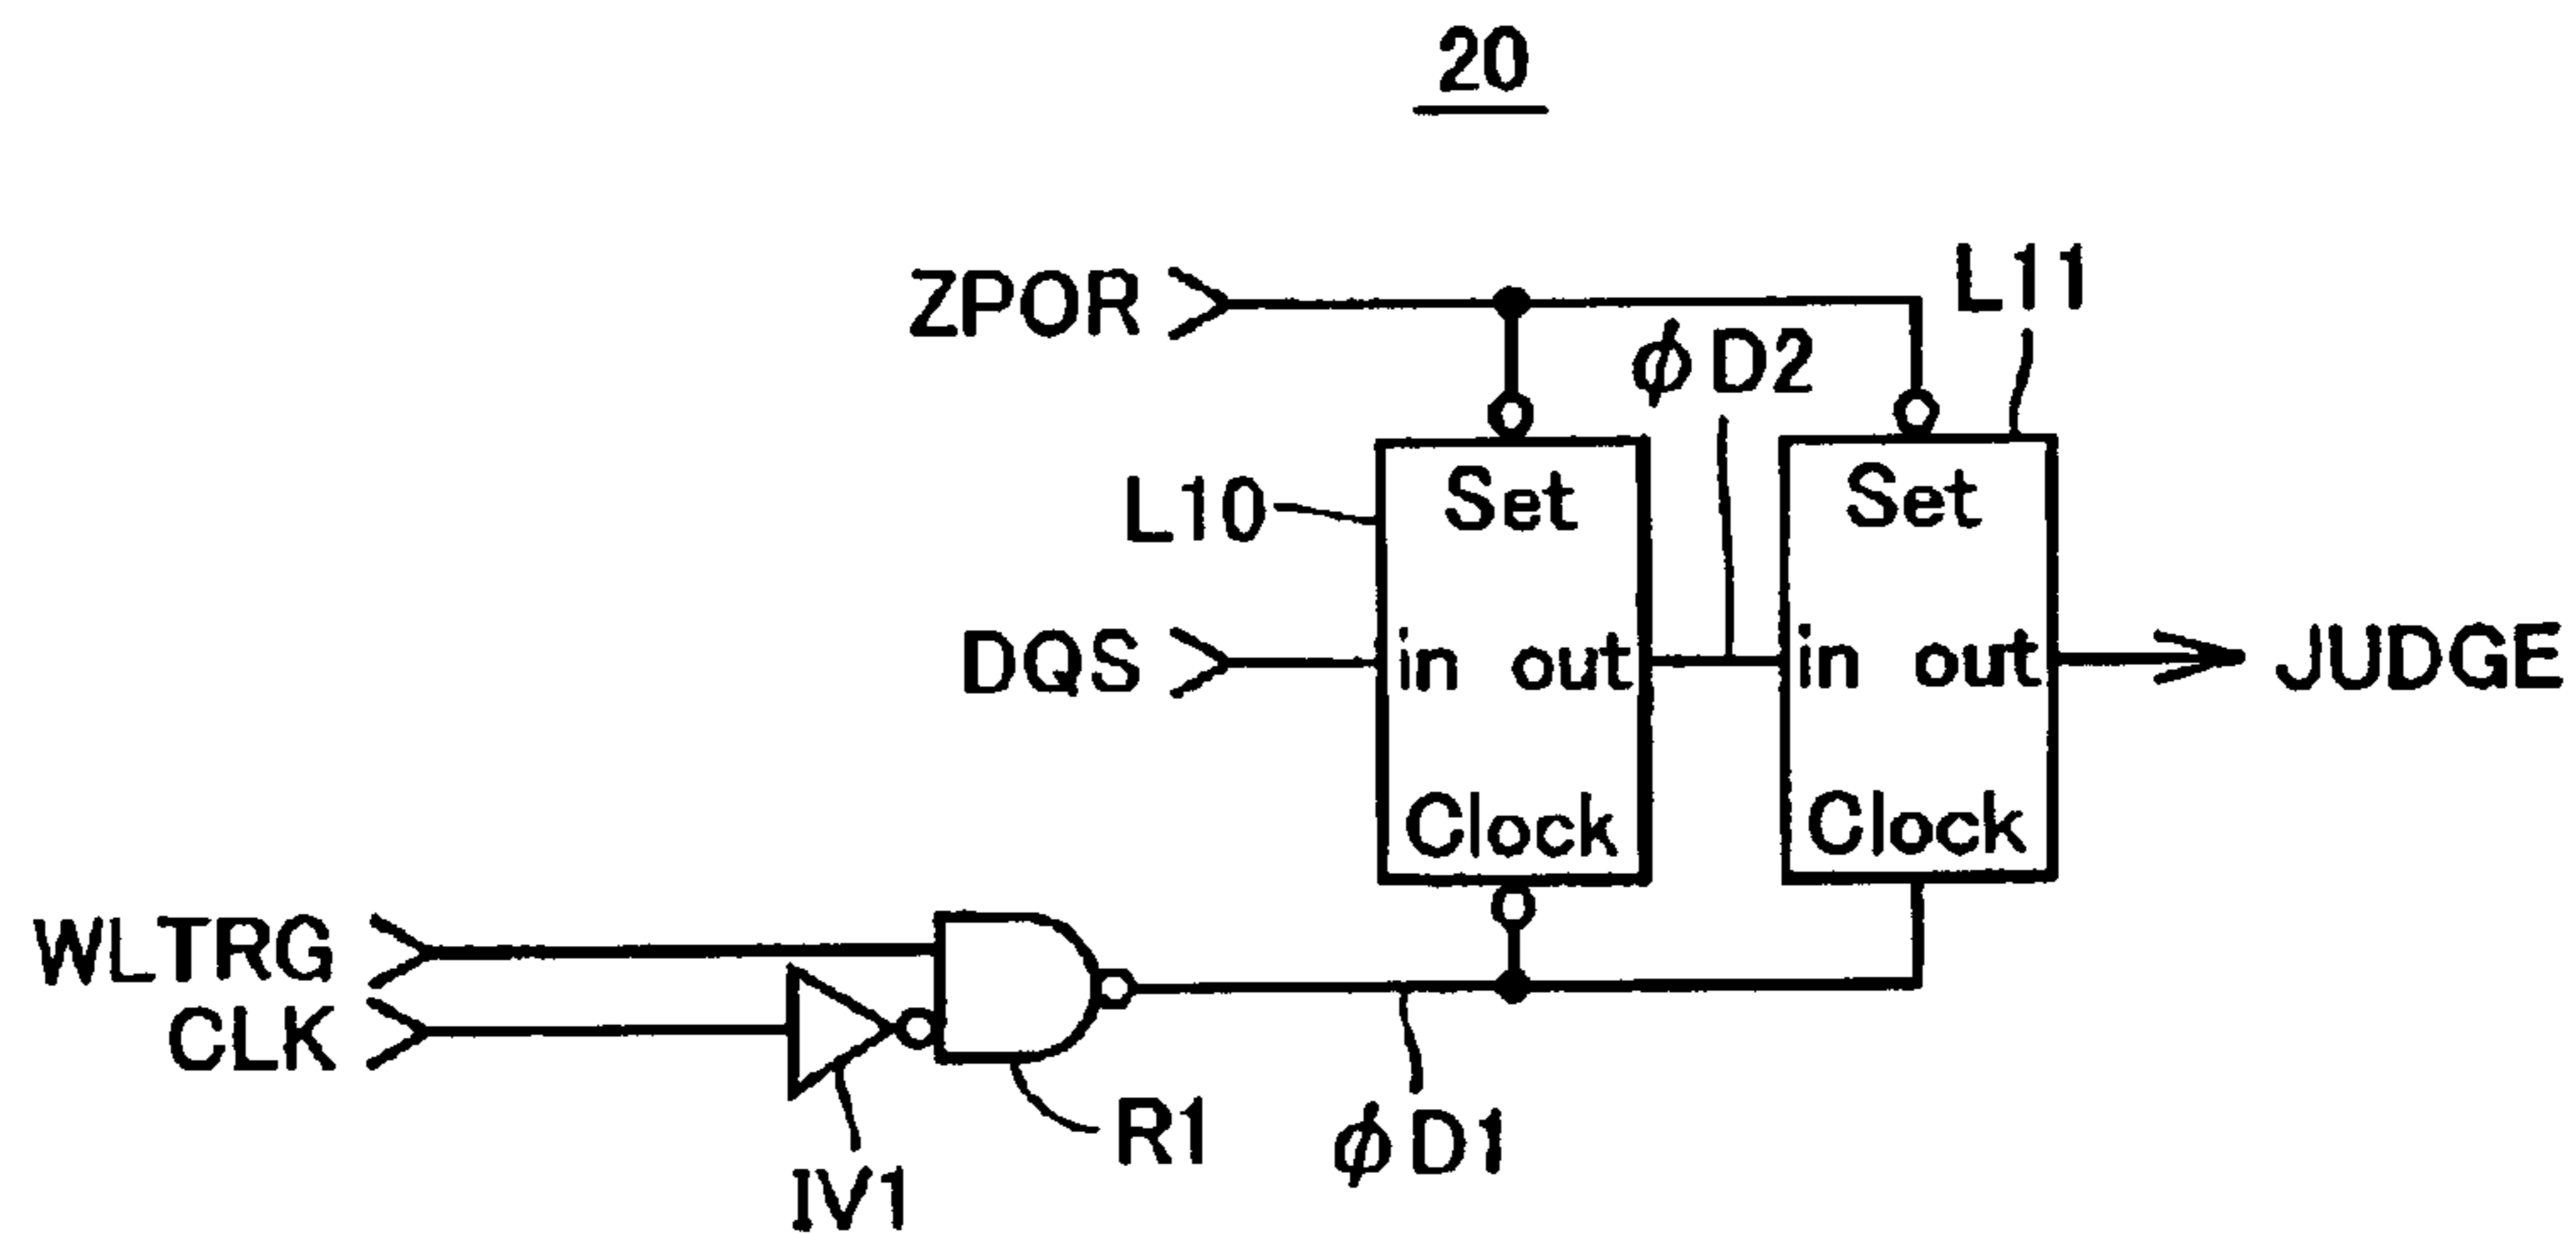 20
ZPOR
L11
φD2
L10
Set
Set
DQS
in out
in out
JUDGE
Clock
Clock
WLTRG
CLK
R1
φD1
IV1